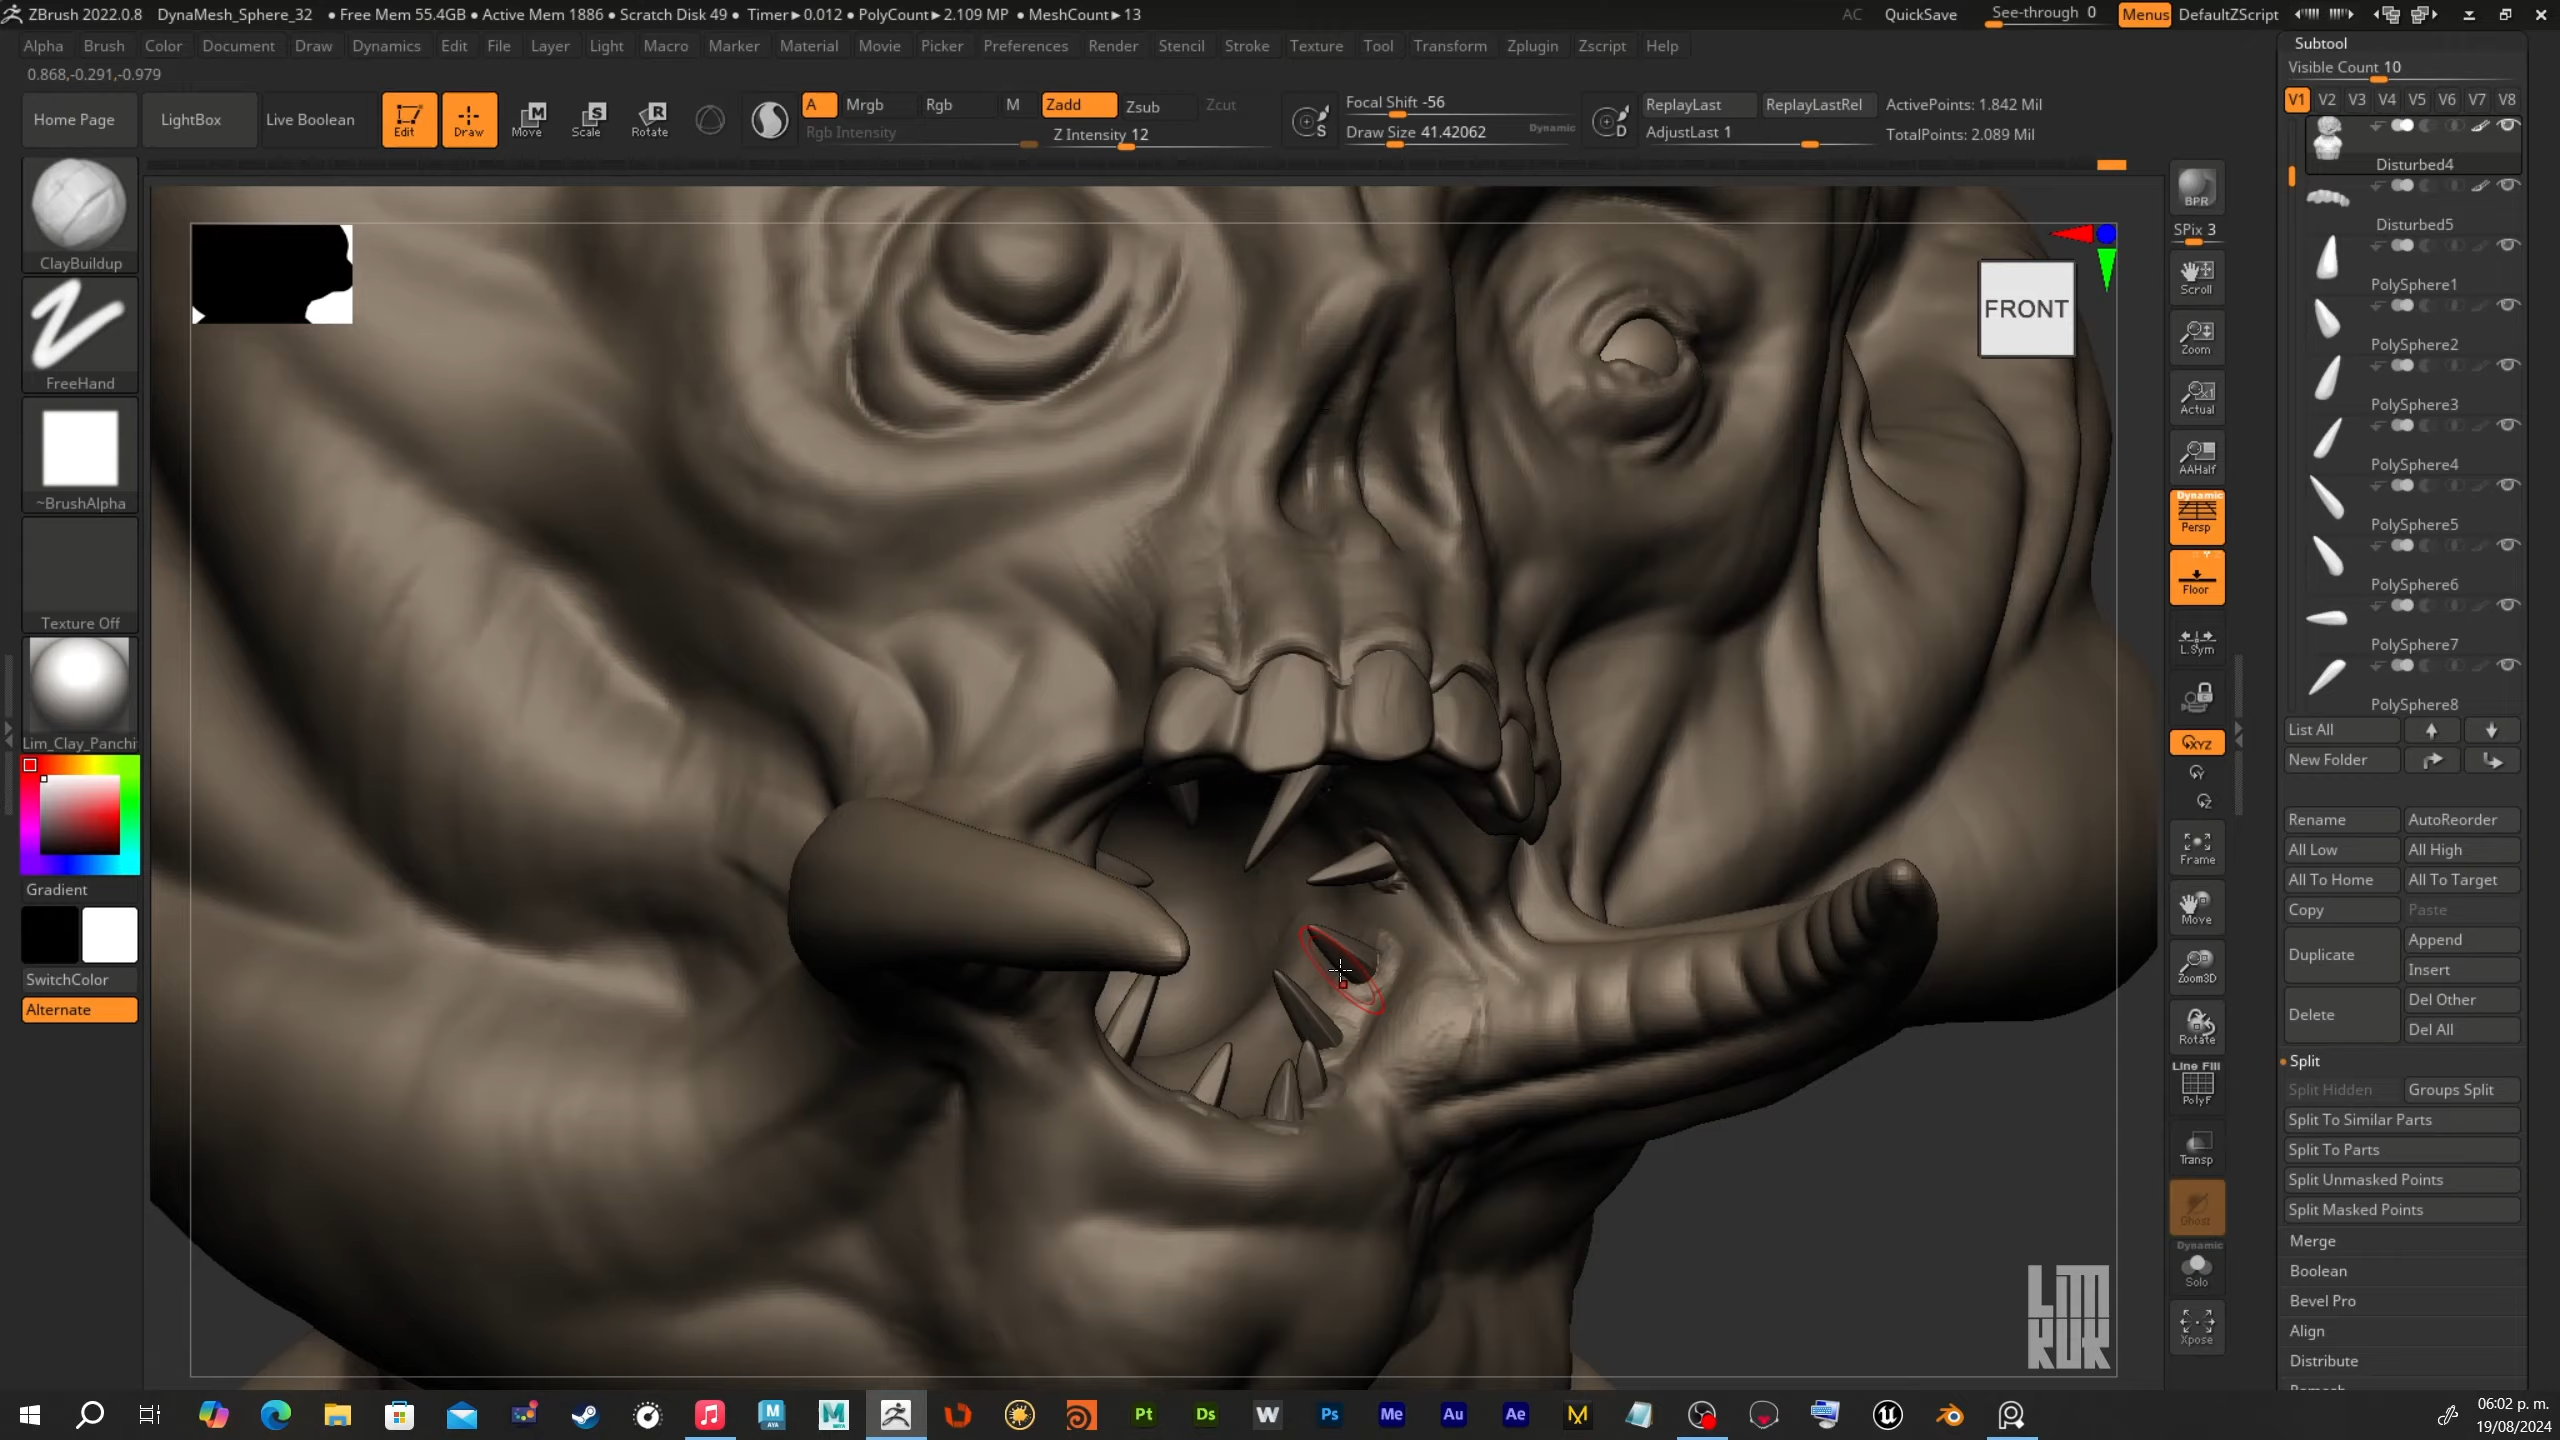 ZBrush 2022.0.8 DynaMesh_Sphere_32 ● Free Mem 55.4GB ● Active Mem 1886 ● Scratch Disk 49 ● Timer►0.012 ● PolyCount►2.109 MP ● MeshCount►13 AC QuickSave See-through 0 Menus DefaultZScript
Alpha Brush Color Document Draw Dynamics Edit File Layer Light Macro Marker Material Movie Picker Preferences Render Stencil Stroke Texture Tool Transform Zplugin Zscript Help
0.868,-0.291,-0.979
Home Page LightBox Live Boolean Edit Draw Move Scale Rotate
A Mrgb Rgb M Zadd Zsub Zcut
Rgb Intensity Z Intensity 12
S Focal Shift -56
Draw Size 41.42062 Dynamic
D ReplayLast ReplayLastRel ActivePoints: 1.842 Mil
AdjustLast 1 TotalPoints: 2.089 Mil
ClayBuildup
FreeHand
~BrushAlpha
Texture Off
Lim_Clay_Panchi
Gradient
SwitchColor
Alternate
FRONT
LIM
KUK
BPR
SPix 3
Scroll
Zoom
Actual
AAHalf
Dynamic
Persp
Floor
L.Sym
XYZ
Y
Z
Frame
Move
Zoom3D
Rotate
Line Fill
PolyF
Transp
Ghost
Dynamic
Solo
Xpose
Subtool
Visible Count 10
V1 V2 V3 V4 V5 V6 V7 V8
Disturbed4
Disturbed5
PolySphere1
PolySphere2
PolySphere3
PolySphere4
PolySphere5
PolySphere6
PolySphere7
PolySphere8
List All
New Folder
Rename AutoReorder
All Low All High
All To Home All To Target
Copy Paste
Duplicate Append
Insert
Delete Del Other
Del All
Split
Split Hidden Groups Split
Split To Similar Parts
Split To Parts
Split Unmasked Points
Split Masked Points
Merge
Boolean
Bevel Pro
Align
Distribute
Remesh
Pt Ds W Ps Me Au Ae
06:02 p. m.
19/08/2024